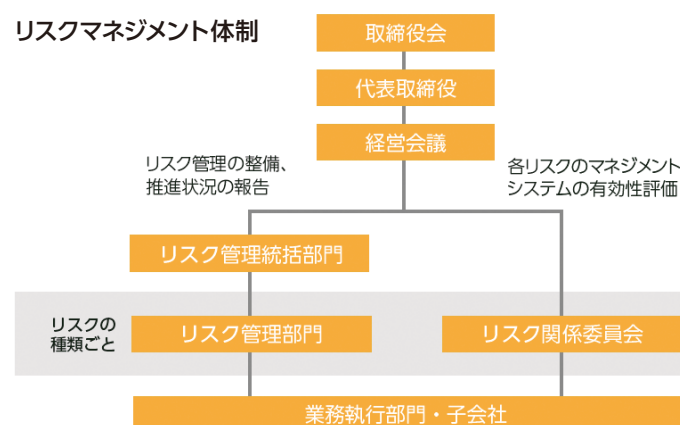 リスクマネジメント体制
取締役会
代表取締役
経営会議
リスク管理の整備、
推進状況の報告
各リスクのマネジメント
システムの有効性評価
リスク管理統括部門
リスクの
種類ごと
リスク管理部門
リスク関係委員会
業務執行部門・子会社